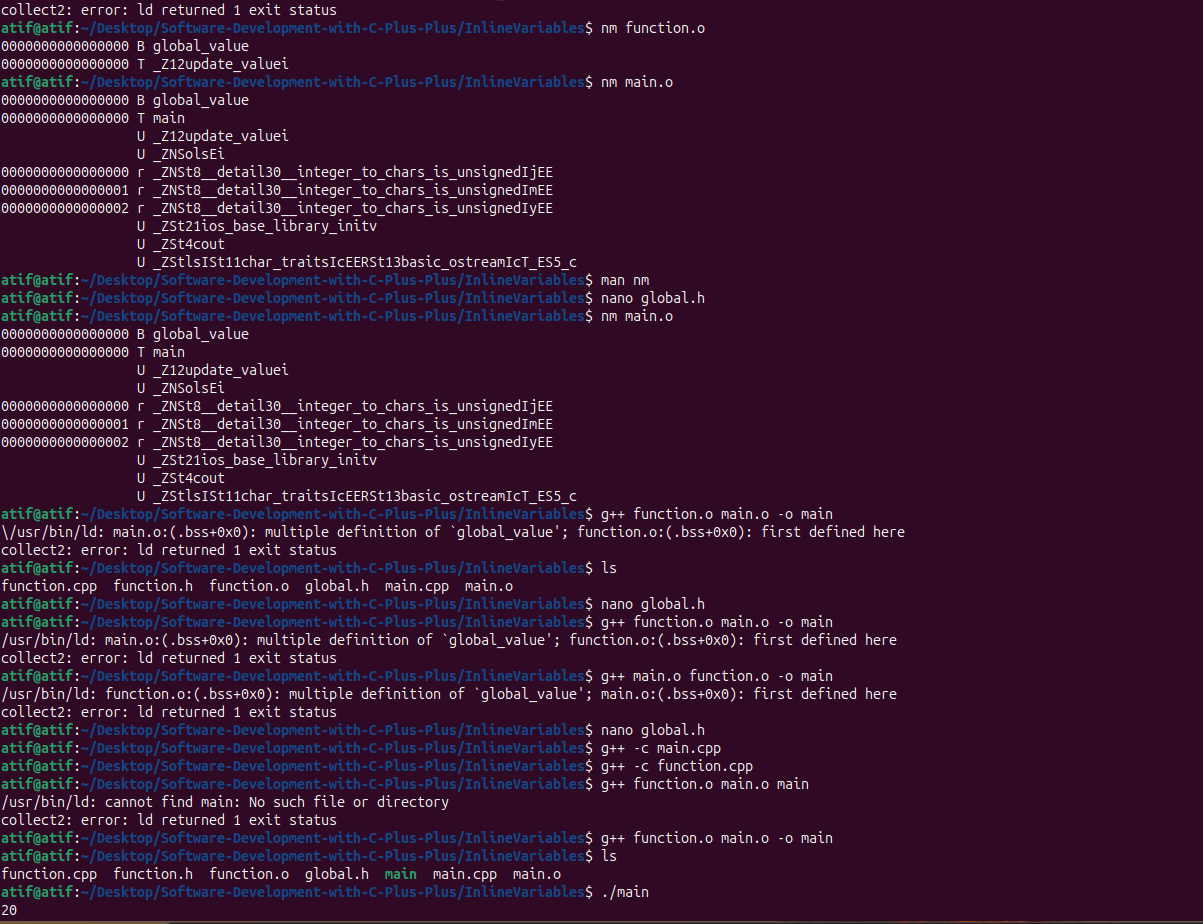 collect2: error: ld returned 1 exit status
atif@atif:~/Desktop/Software-Development-with-C-Plus-Plus/InlineVariables$ nm function.o
0000000000000000 B global_value
0000000000000000 T _Z12update_valuei
atif@atif:~/Desktop/Software-Development-with-C-Plus-Plus/InlineVariables$ nm main.o
0000000000000000 B global_value
0000000000000000 T main
                 U _Z12update_valuei
                 U _ZNSolsEi
0000000000000000 r _ZNSt8__detail30__integer_to_chars_is_unsignedIjEE
0000000000000001 r _ZNSt8__detail30__integer_to_chars_is_unsignedImEE
0000000000000002 r _ZNSt8__detail30__integer_to_chars_is_unsignedIyEE
                 U _ZSt21ios_base_library_initv
                 U _ZSt4cout
                 U _ZStlsISt11char_traitsIcEERSt13basic_ostreamIcT_ES5_c
atif@atif:~/Desktop/Software-Development-with-C-Plus-Plus/InlineVariables$ man nm
atif@atif:~/Desktop/Software-Development-with-C-Plus-Plus/InlineVariables$ nano global.h
atif@atif:~/Desktop/Software-Development-with-C-Plus-Plus/InlineVariables$ nm main.o
0000000000000000 B global_value
0000000000000000 T main
                 U _Z12update_valuei
                 U _ZNSolsEi
0000000000000000 r _ZNSt8__detail30__integer_to_chars_is_unsignedIjEE
0000000000000001 r _ZNSt8__detail30__integer_to_chars_is_unsignedImEE
0000000000000002 r _ZNSt8__detail30__integer_to_chars_is_unsignedIyEE
                 U _ZSt21ios_base_library_initv
                 U _ZSt4cout
                 U _ZStlsISt11char_traitsIcEERSt13basic_ostreamIcT_ES5_c
atif@atif:~/Desktop/Software-Development-with-C-Plus-Plus/InlineVariables$ g++ function.o main.o -o main
\/usr/bin/ld: main.o:(.bss+0x0): multiple definition of `global_value'; function.o:(.bss+0x0): first defined here
collect2: error: ld returned 1 exit status
atif@atif:~/Desktop/Software-Development-with-C-Plus-Plus/InlineVariables$ ls
function.cpp  function.h  function.o  global.h  main.cpp  main.o
atif@atif:~/Desktop/Software-Development-with-C-Plus-Plus/InlineVariables$ nano global.h
atif@atif:~/Desktop/Software-Development-with-C-Plus-Plus/InlineVariables$ g++ function.o main.o -o main
/usr/bin/ld: main.o:(.bss+0x0): multiple definition of `global_value'; function.o:(.bss+0x0): first defined here
collect2: error: ld returned 1 exit status
atif@atif:~/Desktop/Software-Development-with-C-Plus-Plus/InlineVariables$ g++ main.o function.o -o main
/usr/bin/ld: function.o:(.bss+0x0): multiple definition of `global_value'; main.o:(.bss+0x0): first defined here
collect2: error: ld returned 1 exit status
atif@atif:~/Desktop/Software-Development-with-C-Plus-Plus/InlineVariables$ nano global.h
atif@atif:~/Desktop/Software-Development-with-C-Plus-Plus/InlineVariables$ g++ -c main.cpp
atif@atif:~/Desktop/Software-Development-with-C-Plus-Plus/InlineVariables$ g++ -c function.cpp
atif@atif:~/Desktop/Software-Development-with-C-Plus-Plus/InlineVariables$ g++ function.o main.o main
/usr/bin/ld: cannot find main: No such file or directory
collect2: error: ld returned 1 exit status
atif@atif:~/Desktop/Software-Development-with-C-Plus-Plus/InlineVariables$ g++ function.o main.o -o main
atif@atif:~/Desktop/Software-Development-with-C-Plus-Plus/InlineVariables$ ls
function.cpp  function.h  function.o  global.h  main  main.cpp  main.o
atif@atif:~/Desktop/Software-Development-with-C-Plus-Plus/InlineVariables$ ./main
20